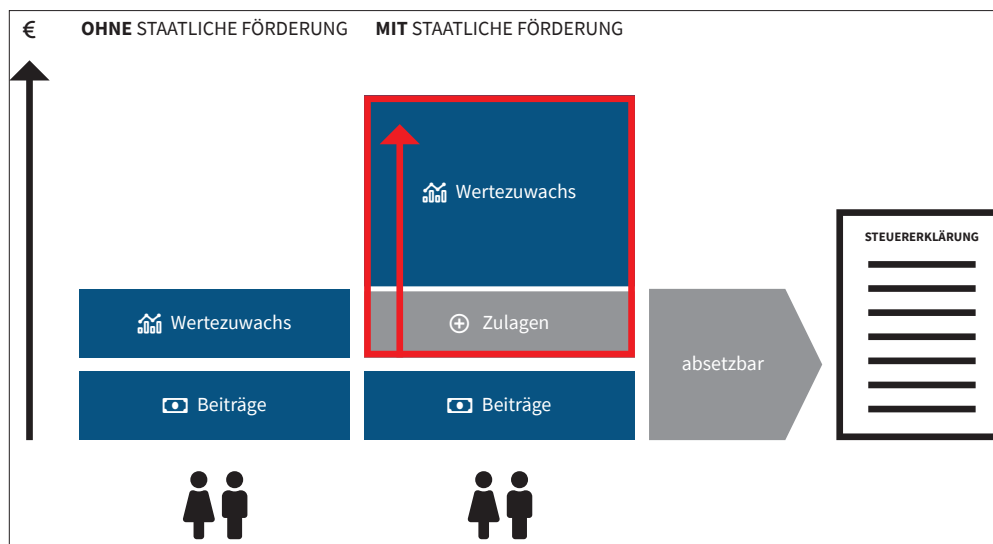 €
OHNE STAATLICHE FÖRDERUNG
MIT STAATLICHE FÖRDERUNG
Wertezuwachs
Zulagen
Wertezuwachs
Beiträge
Beiträge
absetzbar
STEUERERKLÄRUNG